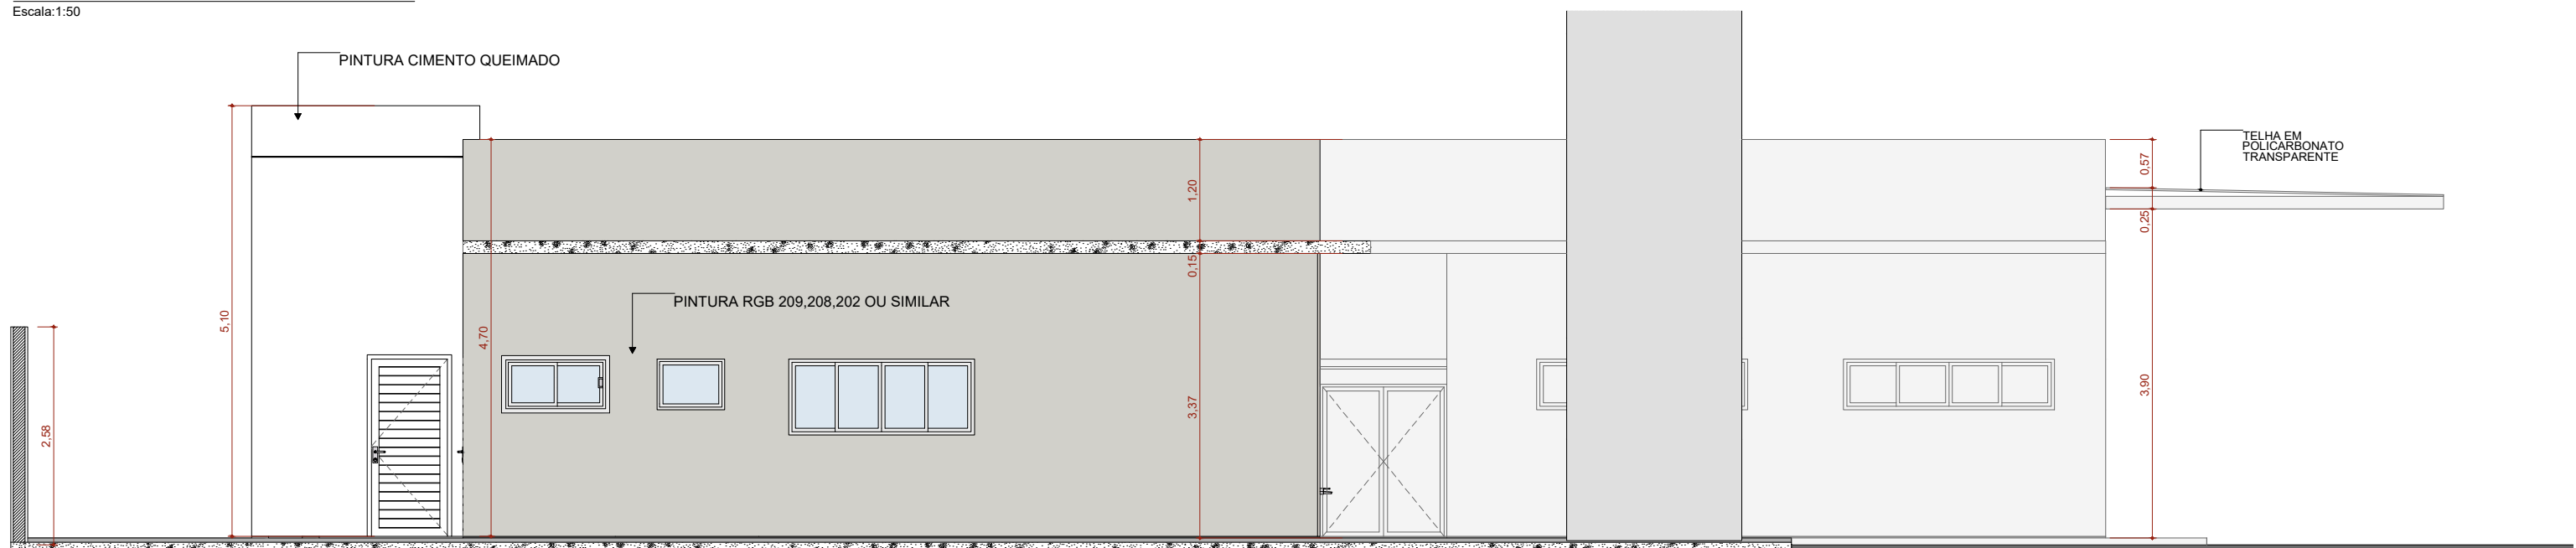 Escala:1:50
PINTURA CIMENTO QUEIMADO
TELHA EM
POLICARBONATO
TRANSPARENTE
0,57
1,20
0,25
0,15
PINTURA RGB 209,208,202 OU SIMILAR
5,10
4,70
3,90
3,37
2,58